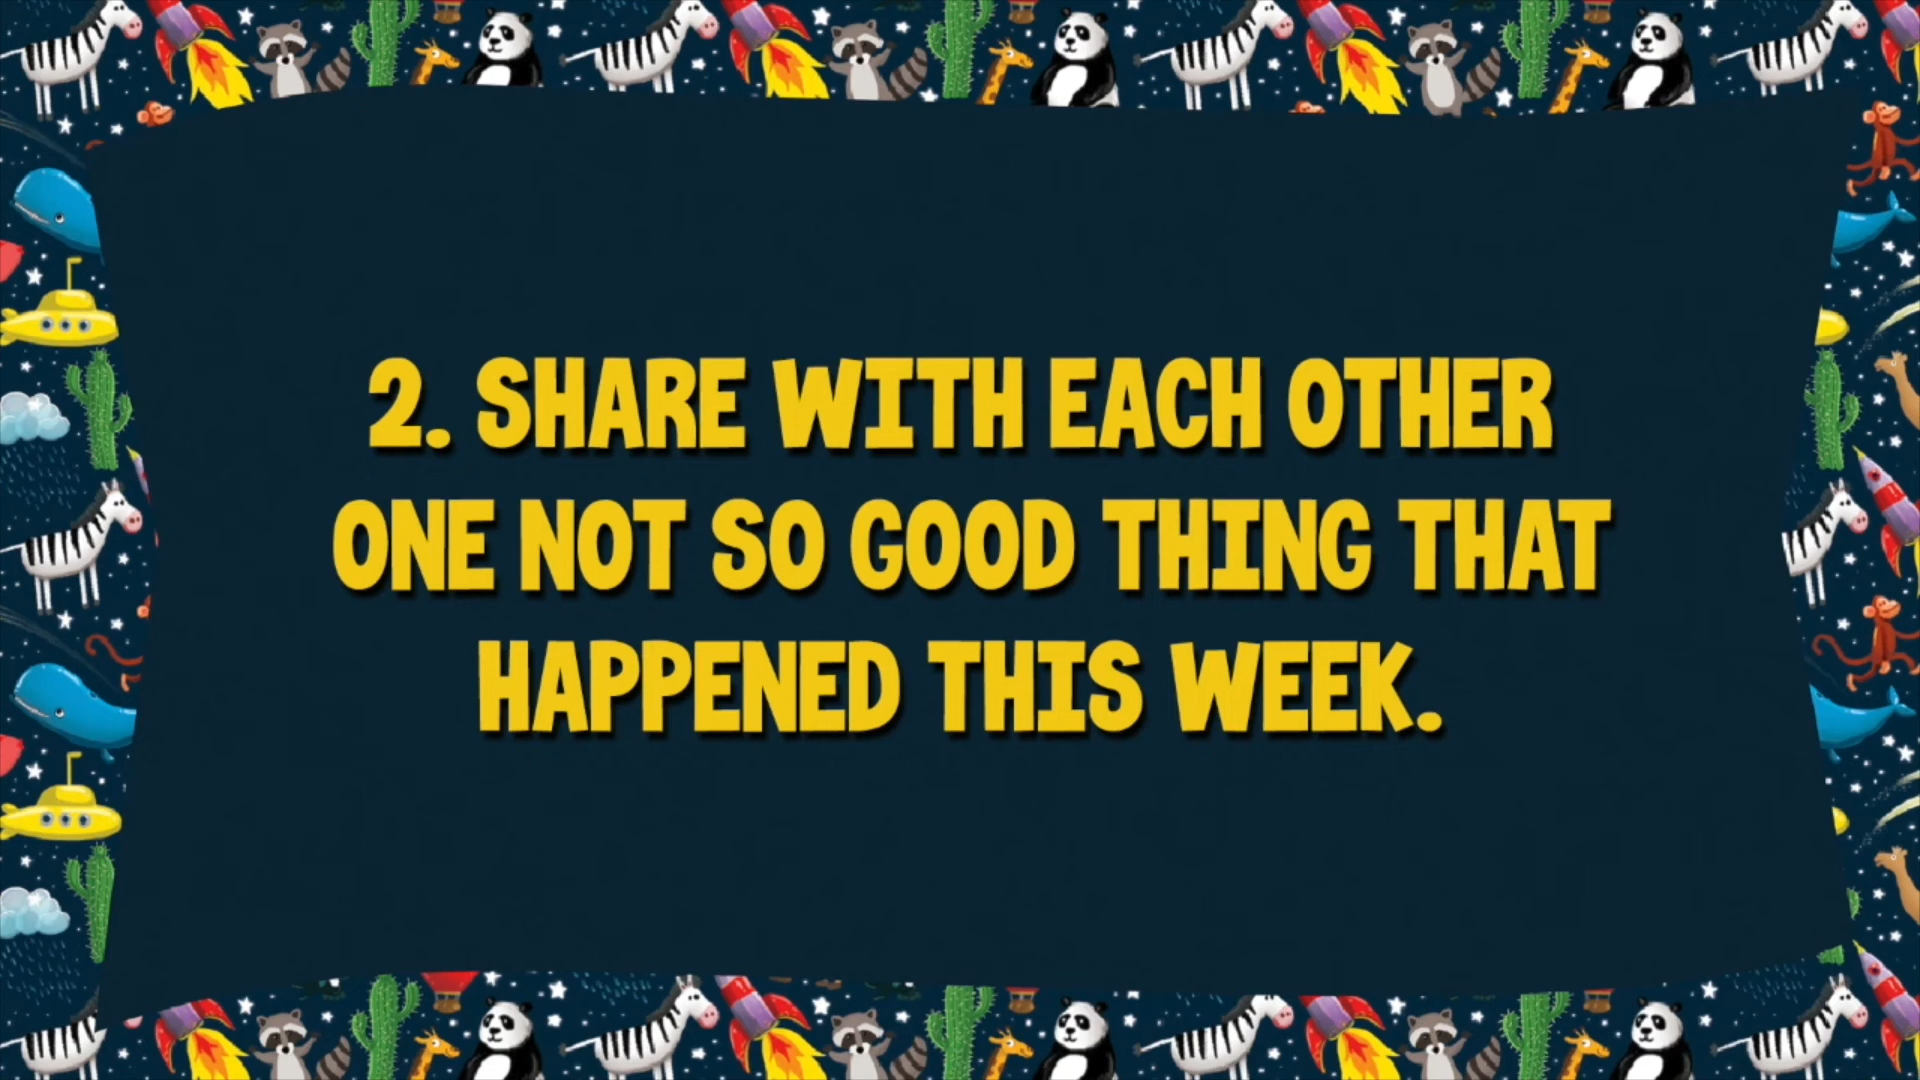 2. SHARE WITH EACH OTHER
ONE NOT SO GOOD THING THAT
HAPPENED THIS WEEK.